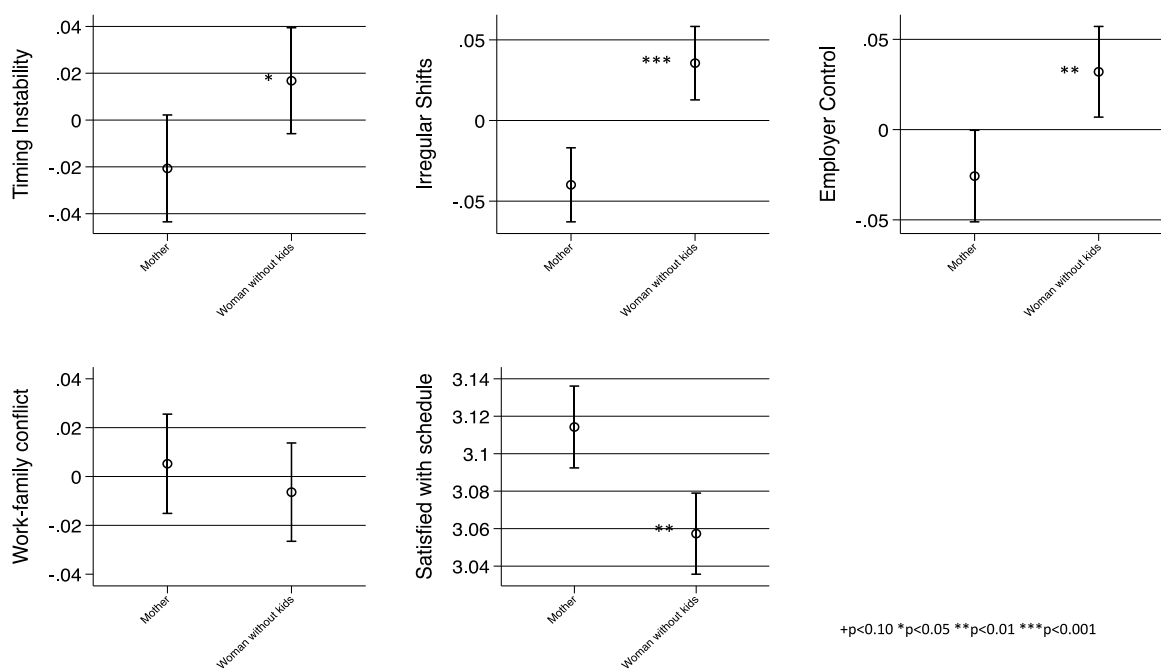 Timing Instability
.04
.02
0
-.02
-.04
*
Mother
Woman without kids
Irregular Shifts
.05
0
-.05
***
Mother
Woman without kids
Employer Control
.05
0
-.05
**
Mother
Woman without kids
Work-family conflict
.04
.02
0
-.02
-.04
Mother
Woman without kids
Satisfied with schedule
3.14
3.12
3.1
3.08
3.06
3.04
**
Mother
Woman without kids
+p<0.10 *p<0.05 **p<0.01 ***p<0.001